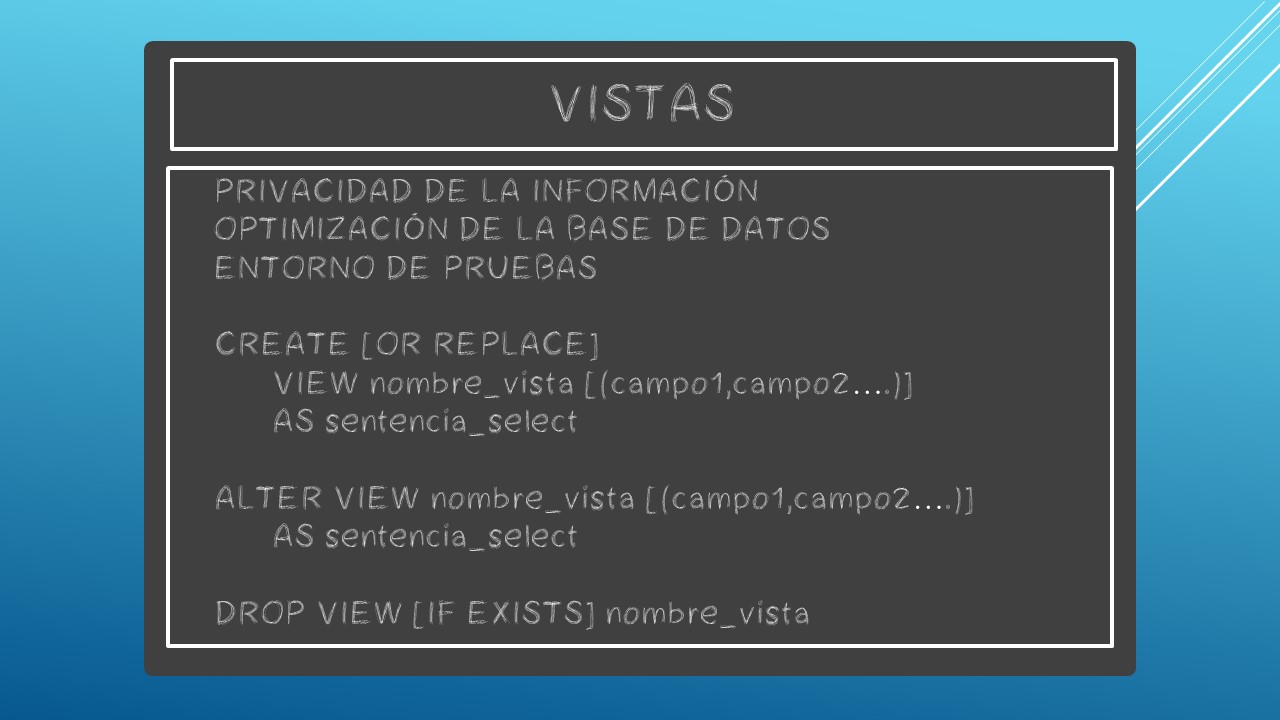 VISTAS
PRIVACIDAD DE LA INFORMACIÓN
OPTIMIZACIÓN DE LA BASE DE DATOS
ENTORNO DE PRUEBAS
CREATE [OR REPLACE]
VIEW nombre_vista [(campo1,campo2….)]
AS sentencia_select
ALTER VIEW nombre_vista [(campo1,campo2….)]
AS sentencia_select
DROP VIEW [IF EXISTS] nombre_vista